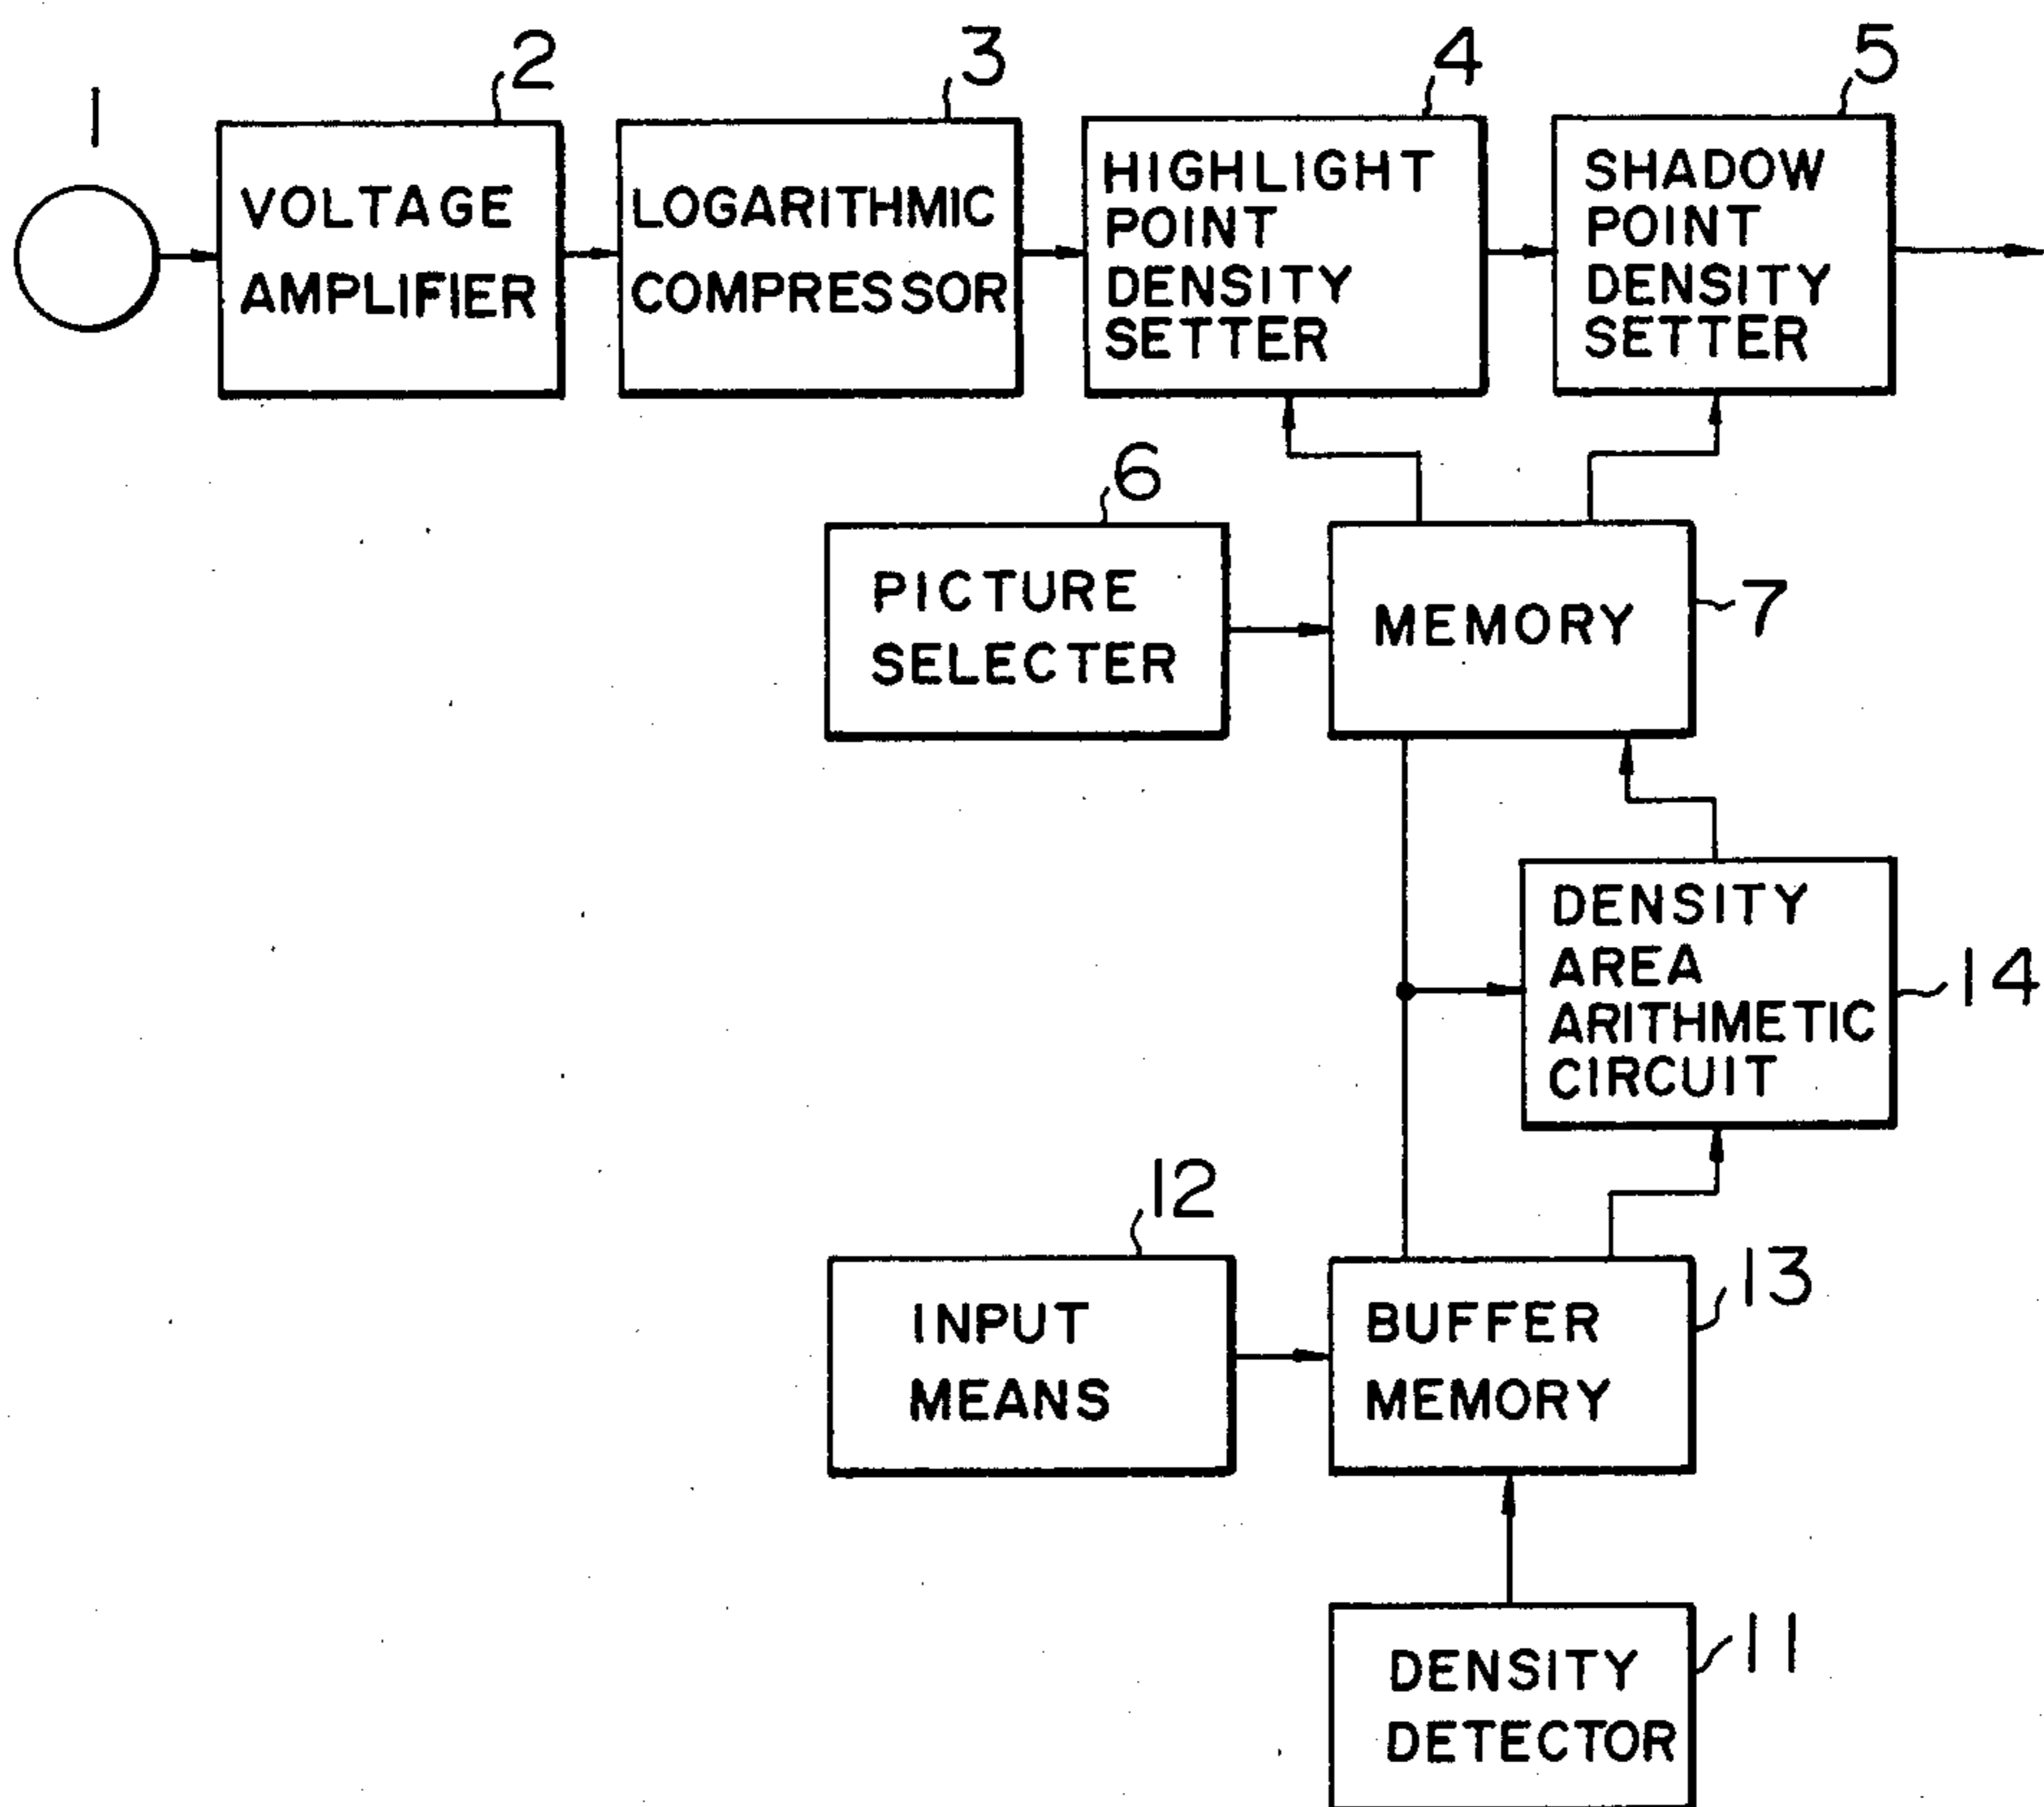 1
2
3
4
5
VOLTAGE
AMPLIFIER
LOGARITHMIC
COMPRESSOR
HIGHLIGHT
POINT
DENSITY
SETTER
SHADOW
POINT
DENSITY
SETTER
6
PICTURE
SELECTER
MEMORY
7
DENSITY
AREA
ARITHMETIC
CIRCUIT
14
12
INPUT
MEANS
BUFFER
MEMORY
13
DENSITY
DETECTOR
11